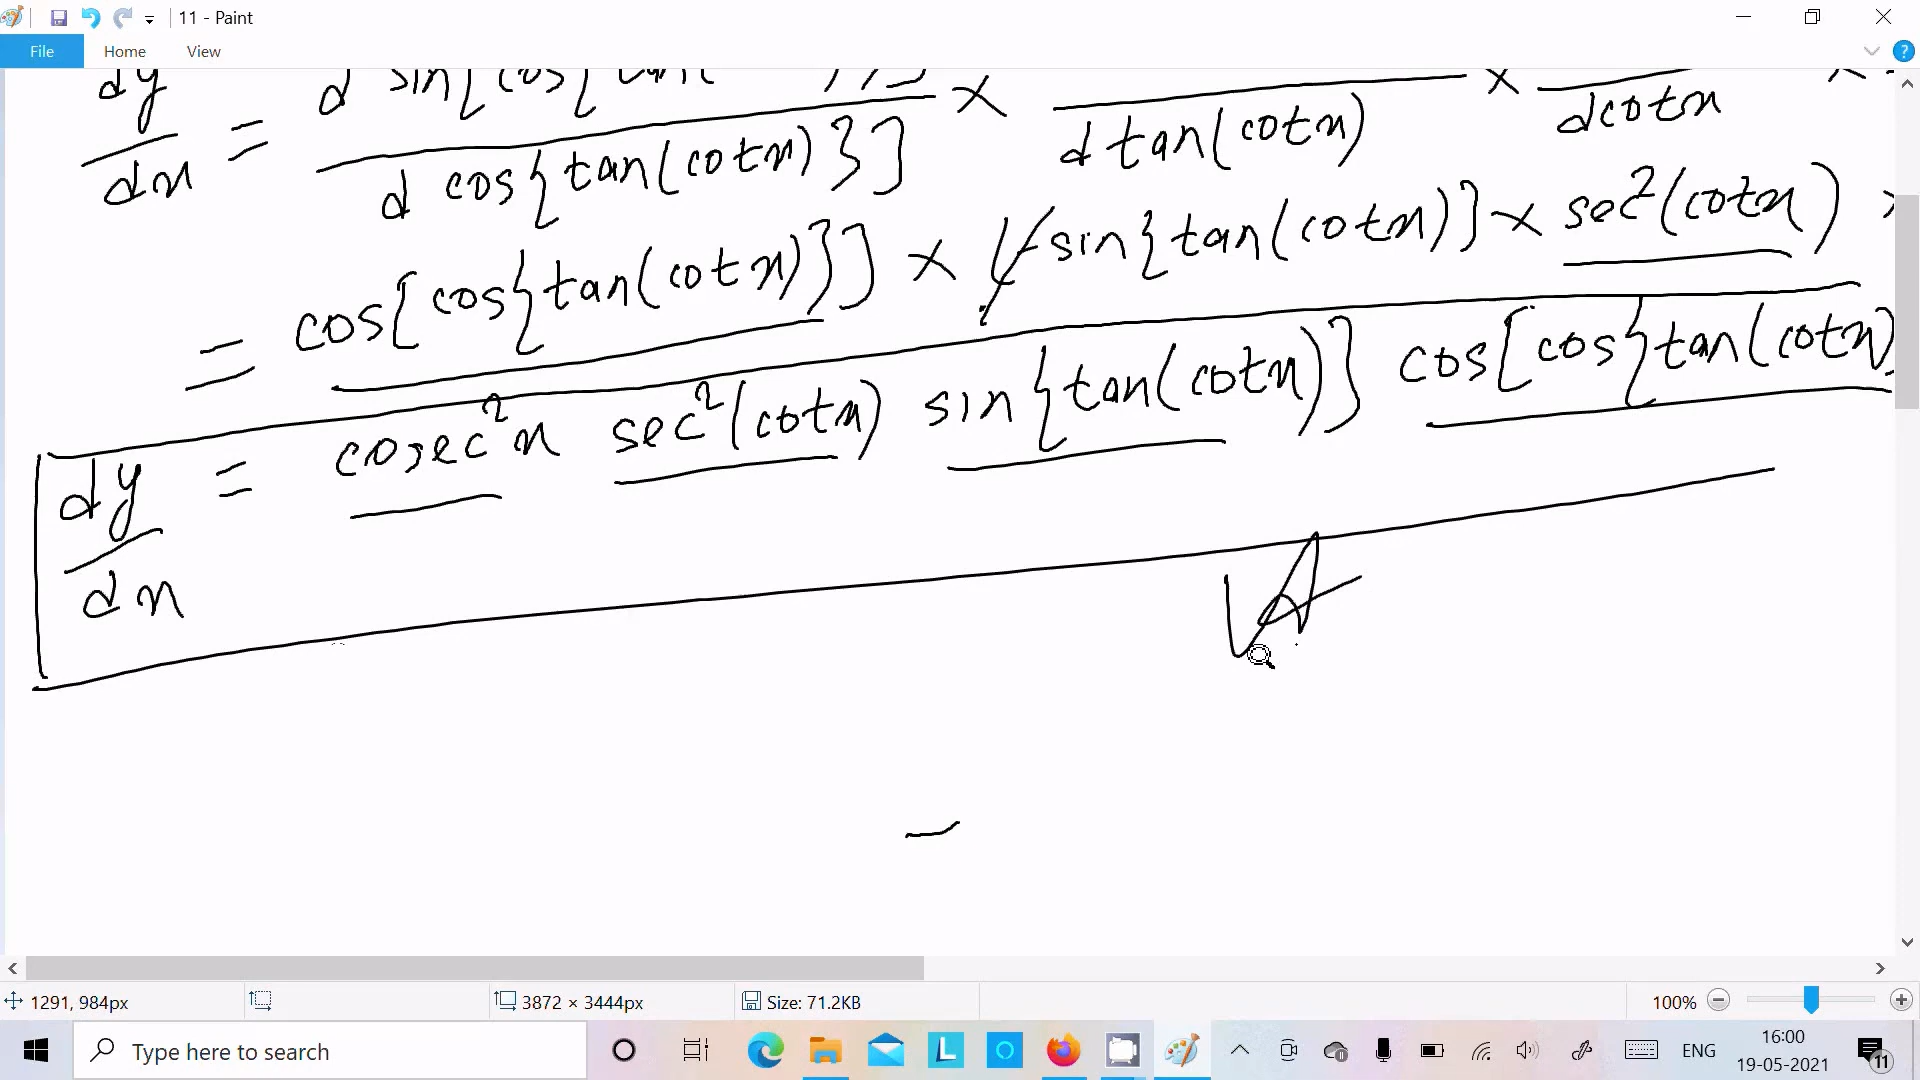 11 - Paint
File Home View
dy/dx = d sin[cos{tan( / d cos{tan(cotx)}] × / d tan(cotx) × / dcotx ×
= cos[cos{tan(cotx)}] × (-sin{tan(cotx)} × sec²(cotx) ×
dy/dx = cosec²x sec²(cotx) sin{tan(cotx)} cos[cos{tan(cotx)
1291, 984px 3872 × 3444px Size: 71.2KB 100%
Type here to search ENG 16:00
19-05-2021 11